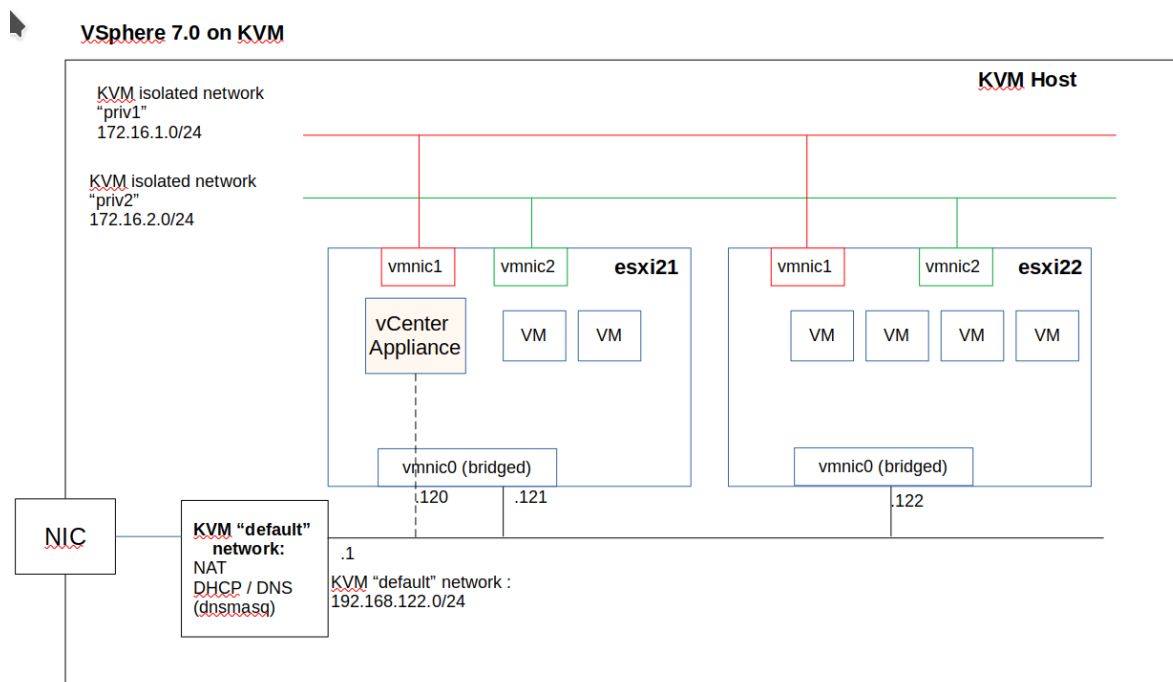 VSphere 7.0 on KVM
KVM Host
KVM isolated network
“priv1”
172.16.1.0/24
KVM isolated network
“priv2”
172.16.2.0/24
vmnic1
vmnic2
esxi21
vCenter
Appliance
VM
VM
vmnic0 (bridged)
.120
.121
vmnic1
vmnic2
esxi22
VM
VM
VM
VM
vmnic0 (bridged)
.122
NIC
KVM “default”
network:
NAT
DHCP / DNS
(dnsmasq)
.1
KVM “default” network :
192.168.122.0/24